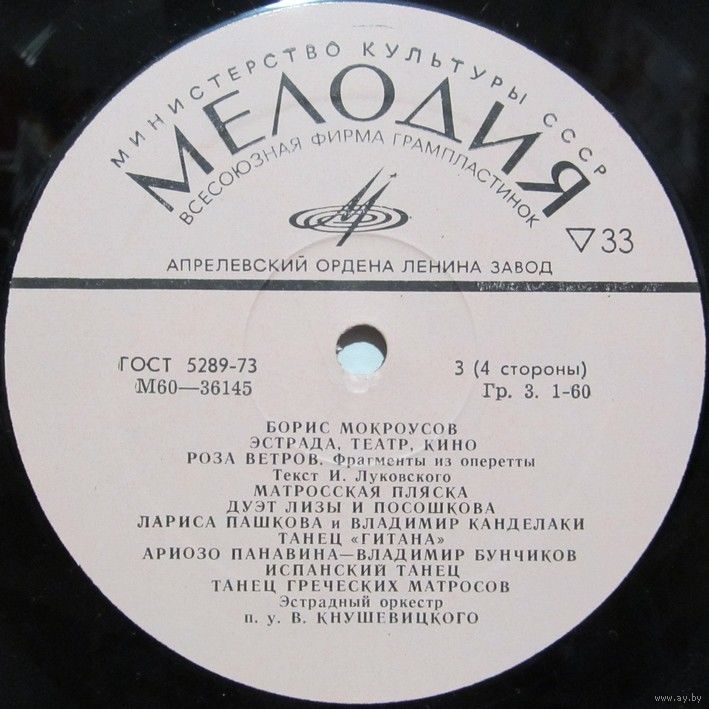 МИНИСТЕРСТВО КУЛЬТУРЫ СССР
МЕЛОДИЯ
ВСЕСОЮЗНАЯ ФИРМА ГРАМПЛАСТИНОК
▽33
АПРЕЛЕВСКИЙ ОРДЕНА ЛЕНИНА ЗАВОД
ГОСТ 5289-73
3 (4 стороны)
М60—36145
Гр. 3. 1-60
БОРИС МОКРОУСОВ
ЭСТРАДА, ТЕАТР, КИНО
РОЗА ВЕТРОВ. Фрагменты из оперетты
Текст И. Луковского
МАТРОССКАЯ ПЛЯСКА
ДУЭТ ЛИЗЫ И ПОСОШКОВА
ЛАРИСА ПАШКОВА и ВЛАДИМИР КАНДЕЛАКИ
ТАНЕЦ «ГИТАНА»
АРИОЗО ПАНАВИНА—ВЛАДИМИР БУНЧИКОВ
ИСПАНСКИЙ ТАНЕЦ
ТАНЕЦ ГРЕЧЕСКИХ МАТРОСОВ
Эстрадный оркестр
п. у. В. КНУШЕВИЦКОГО
www.ay.by